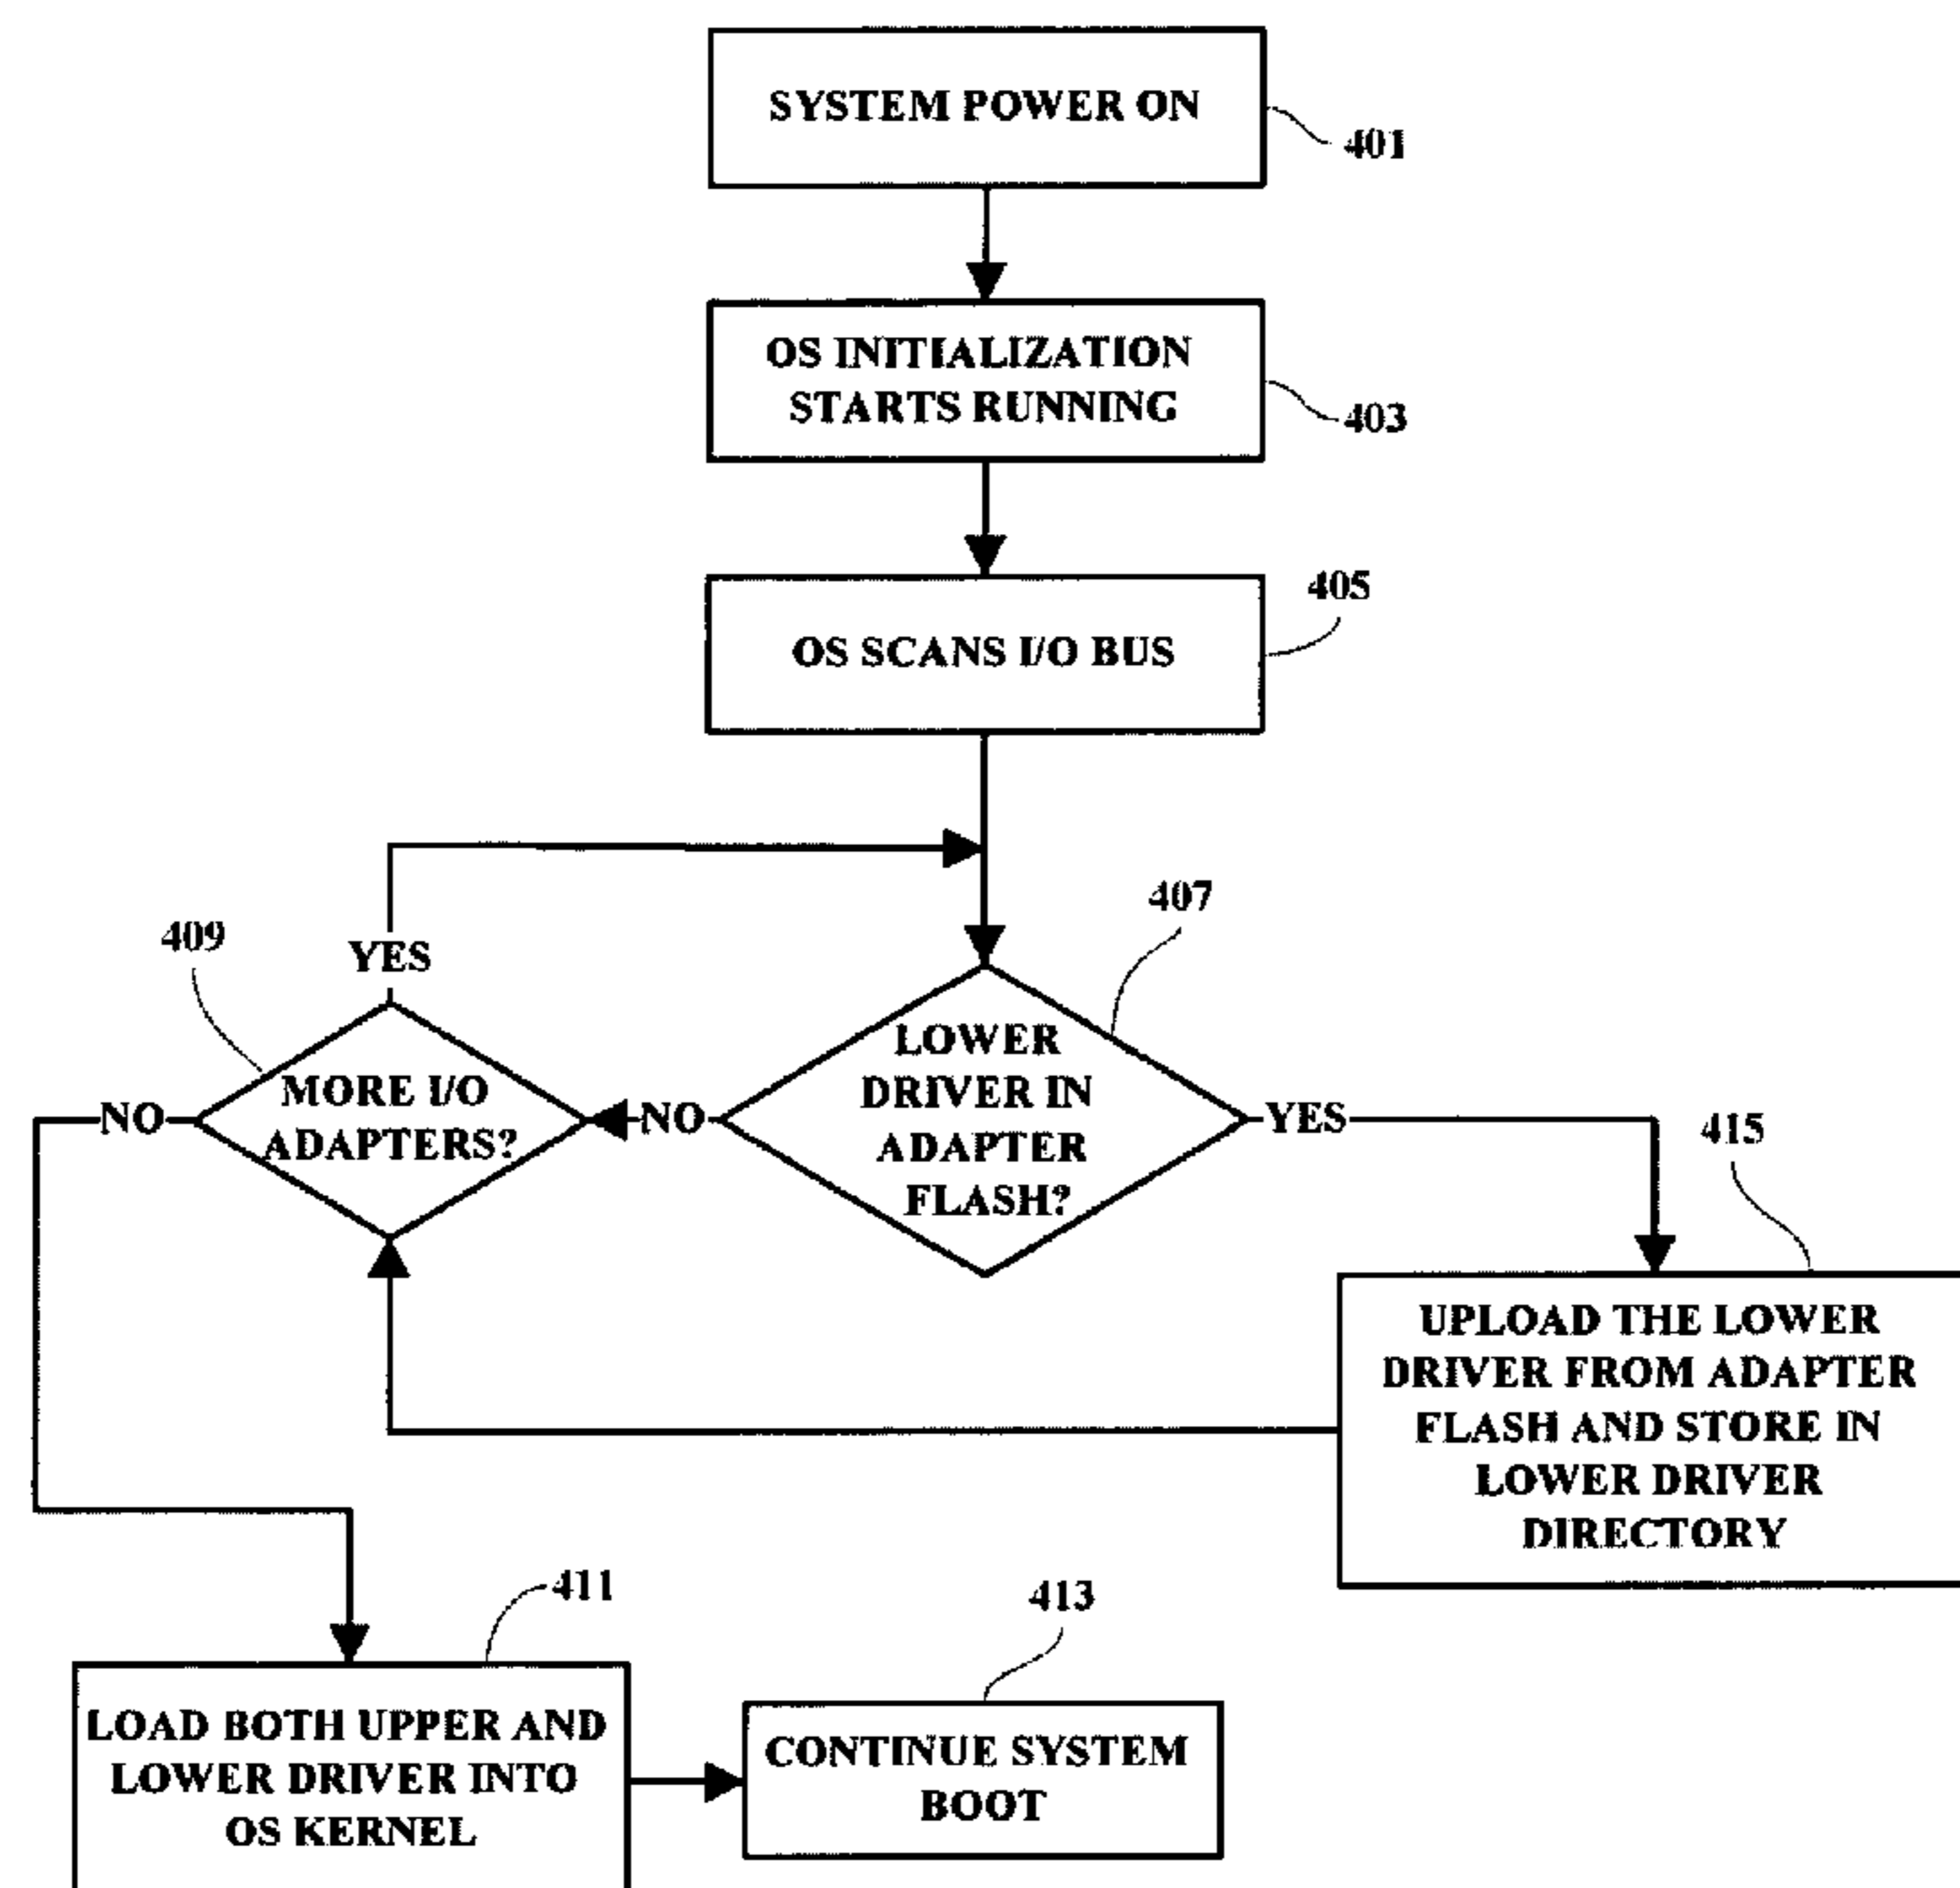 SYSTEM POWER ON
401
OS INITIALIZATION
STARTS RUNNING
403
405
OS SCANS I/O BUS
407
409
YES
LOWER
DRIVER IN
ADAPTER
FLASH?
MORE I/O
ADAPTERS?
NO
NO
YES
415
UPLOAD THE LOWER
DRIVER FROM ADAPTER
FLASH AND STORE IN
LOWER DRIVER
DIRECTORY
411
413
LOAD BOTH UPPER AND
LOWER DRIVER INTO
OS KERNEL
CONTINUE SYSTEM
BOOT